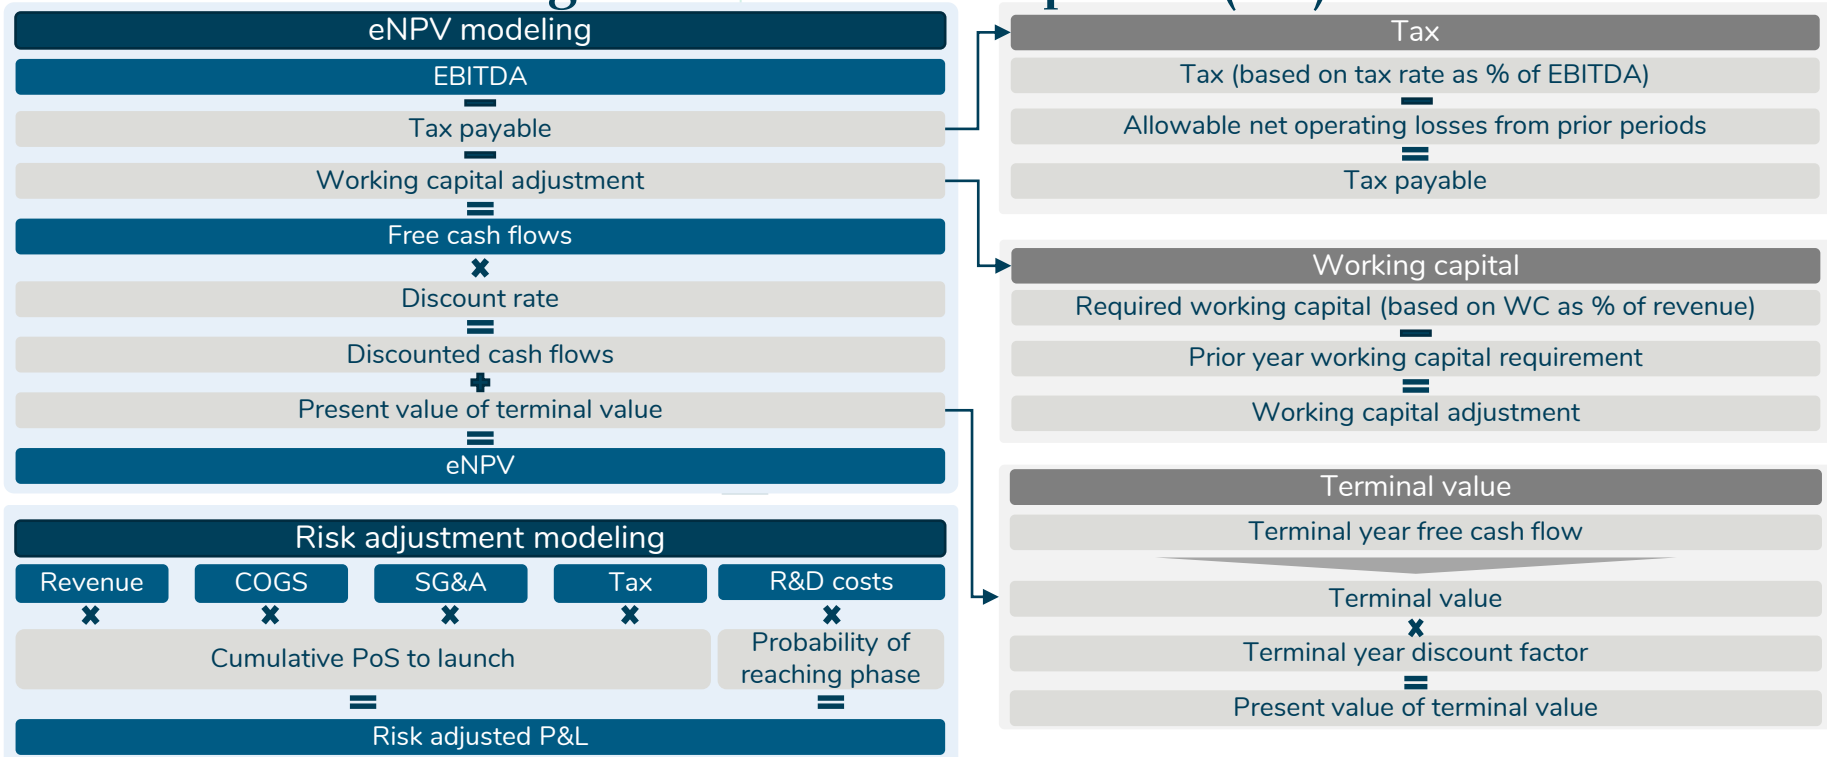 eNPV modeling
EBITDA
Tax payable
Working capital adjustment
Free cash flows
Discount rate
Discounted cash flows
Present value of terminal value
eNPV
Risk adjustment modeling
Revenue
COGS
SG&A
Tax
R&D costs
Cumulative PoS to launch
Probability of
reaching phase
Risk adjusted P&L
Tax
Tax (based on tax rate as % of EBITDA)
Allowable net operating losses from prior periods
Tax payable
Working capital
Required working capital (based on WC as % of revenue)
Prior year working capital requirement
Working capital adjustment
Terminal value
Terminal year free cash flow
Terminal value
Terminal year discount factor
Present value of terminal value